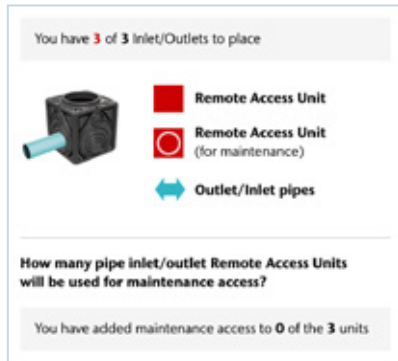 You have 3 of 3 Inlet/Outlets to place
Remote Access Unit
Remote Access Unit
(for maintenance)
Outlet/Inlet pipes
How many pipe inlet/outlet Remote Access Units
will be used for maintenance access?
You have added maintenance access to 0 of the 3 units